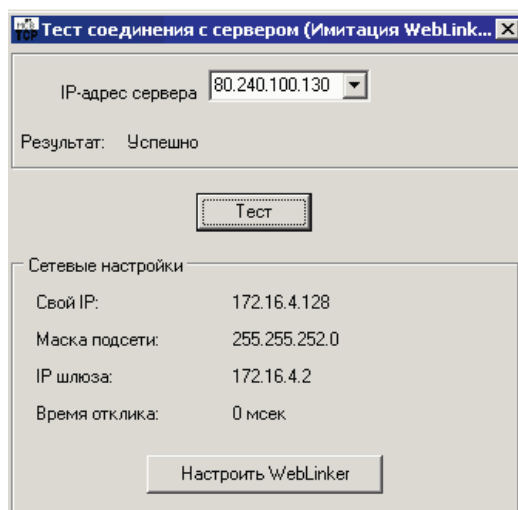 Тест соединения с сервером (Имитация WebLink...
IP-адрес сервера 80.240.100.130
Результат: Успешно
Тест
Сетевые настройки
Свой IP: 172.16.4.128
Маска подсети: 255.255.252.0
IP шлюза: 172.16.4.2
Время отклика: 0 мсек
Настроить WebLinker